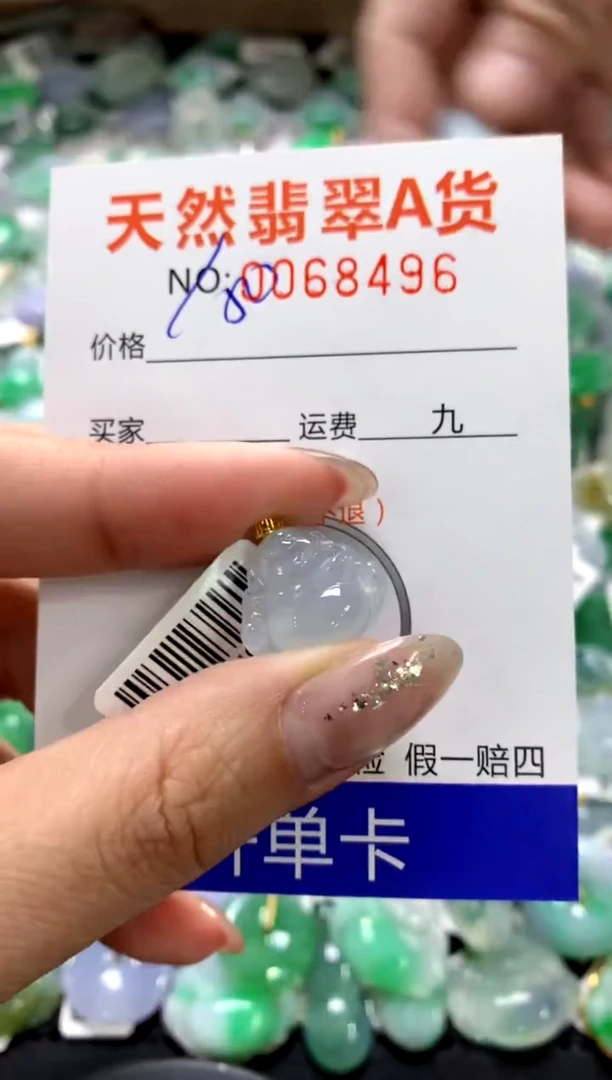 天然翡翠A货
NO:0068496
180
价格
买家 运费 九
退）
假一赔四
单卡